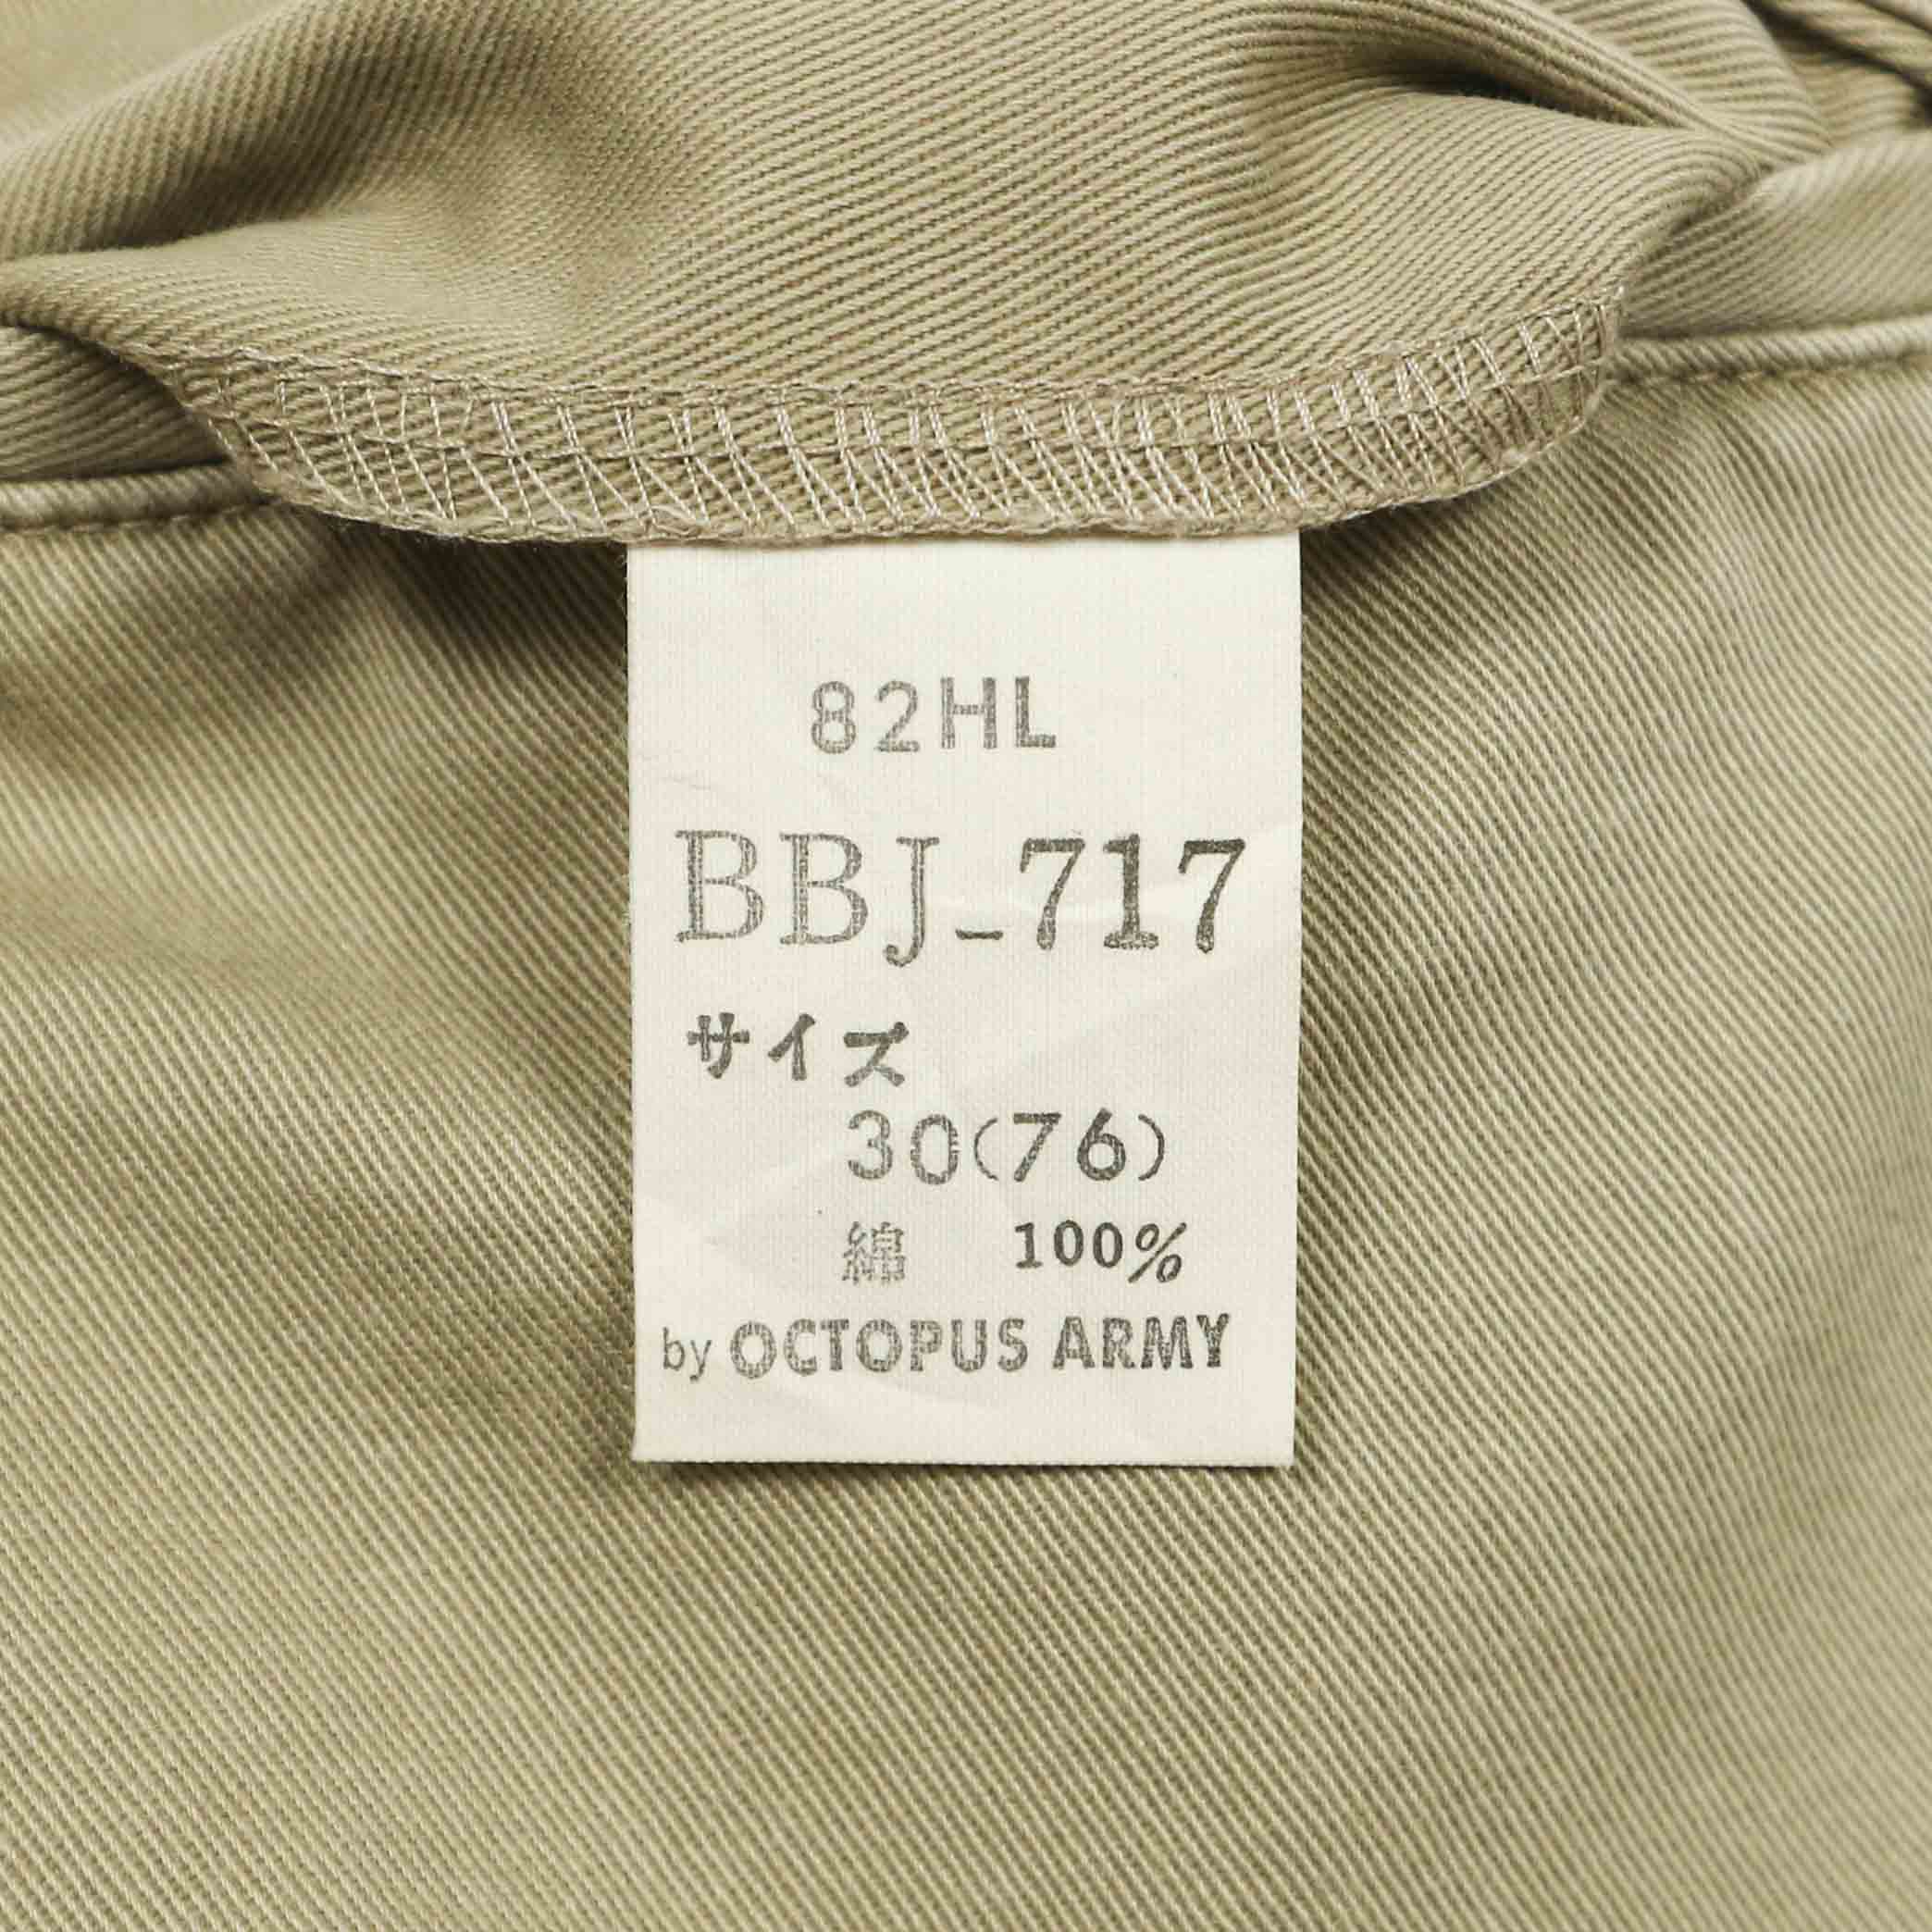 82HL
BBJ-717
サイズ
30(76)
綿 100%
by OCTOPUS ARMY